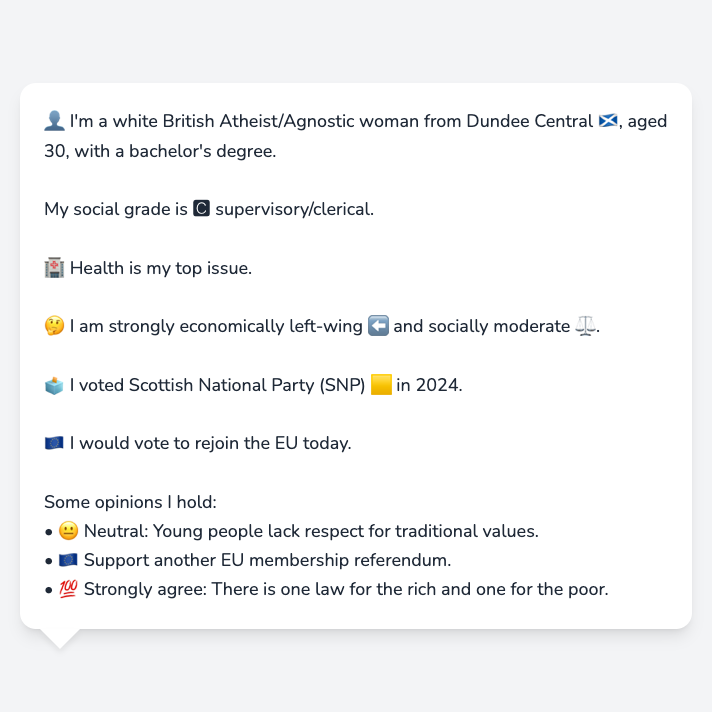 👤 I'm a white British Atheist/Agnostic woman from Dundee Central 🏴󠁧󠁢󠁳󠁣󠁴󠁿, aged
30, with a bachelor's degree.
My social grade is 🅲 supervisory/clerical.
🏥 Health is my top issue.
🤔 I am strongly economically left-wing ⬅️ and socially moderate ⚖️.
🗳️ I voted Scottish National Party (SNP) 🟨 in 2024.
🇪🇺 I would vote to rejoin the EU today.
Some opinions I hold:
• 😐 Neutral: Young people lack respect for traditional values.
• 🇪🇺 Support another EU membership referendum.
• 💯 Strongly agree: There is one law for the rich and one for the poor.